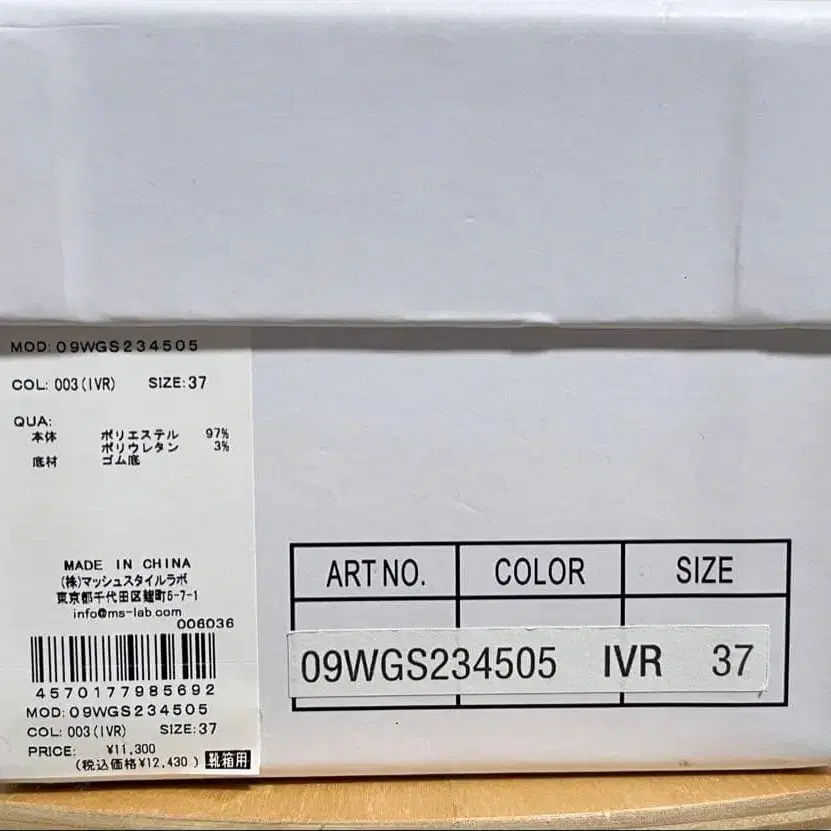 MOD:09WGS234505
COL: 003(IVR) SIZE:37
QUA:
本体 ポリエステル 97%
ポリウレタン 3%
底材 ゴム底
MADE IN CHINA
(株)マッシュスタイルラボ
東京都千代田区麹町5-7-1
info@ms-lab.com
006036
4570177985692
MOD:09WGS234505
COL: 003(IVR) SIZE:37
PRICE: ¥11,300
(税込価格¥12,430 ) 靴箱用
ART NO. COLOR SIZE
09WGS234505 IVR 37